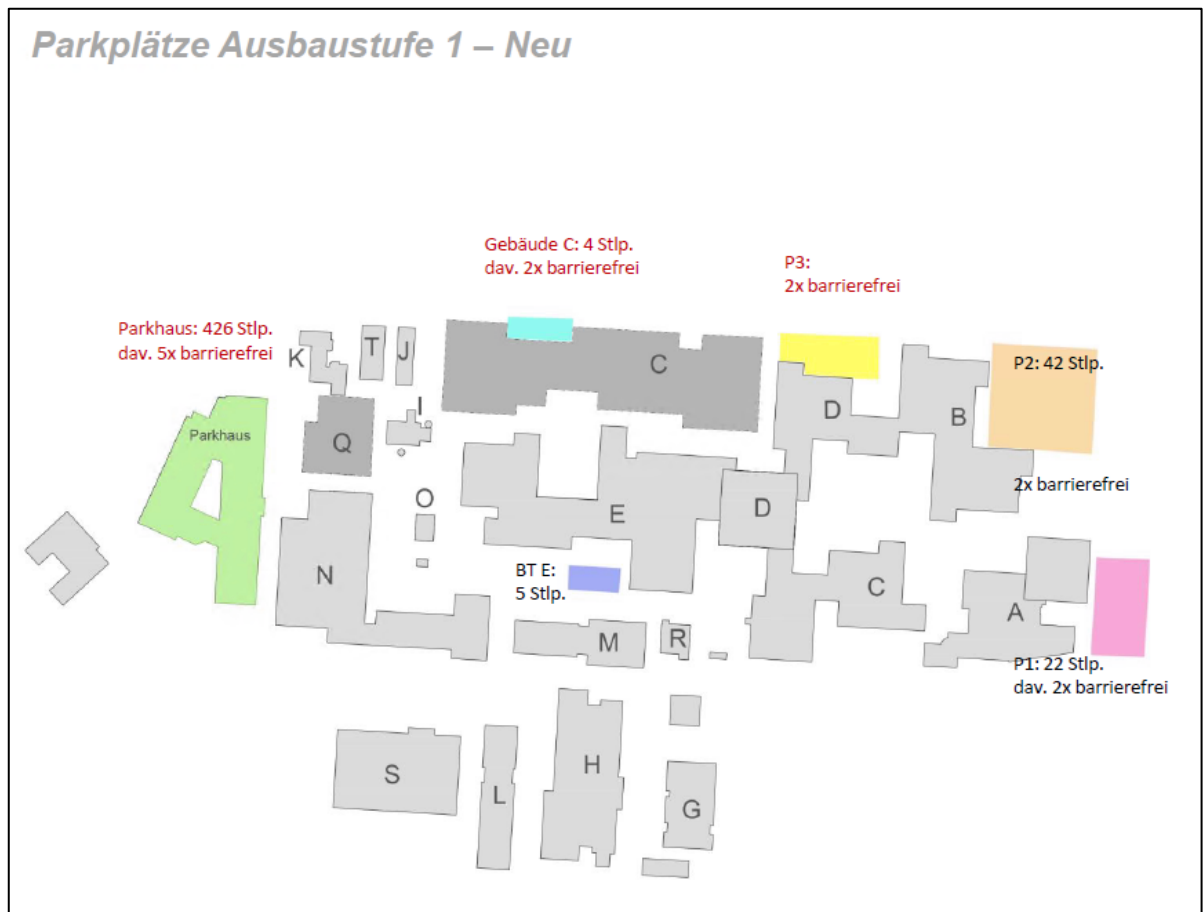 Parkplätze Ausbaustufe 1 – Neu
Gebäude C: 4 Stlp.
dav. 2x barrierefrei
P3:
2x barrierefrei
Parkhaus: 426 Stlp.
dav. 5x barrierefrei
K
T
J
C
P2: 42 Stlp.
I
D
B
Parkhaus
Q
2x barrierefrei
O
E
D
N
BT E:
5 Stlp.
C
A
M
R
P1: 22 Stlp.
dav. 2x barrierefrei
S
L
H
G